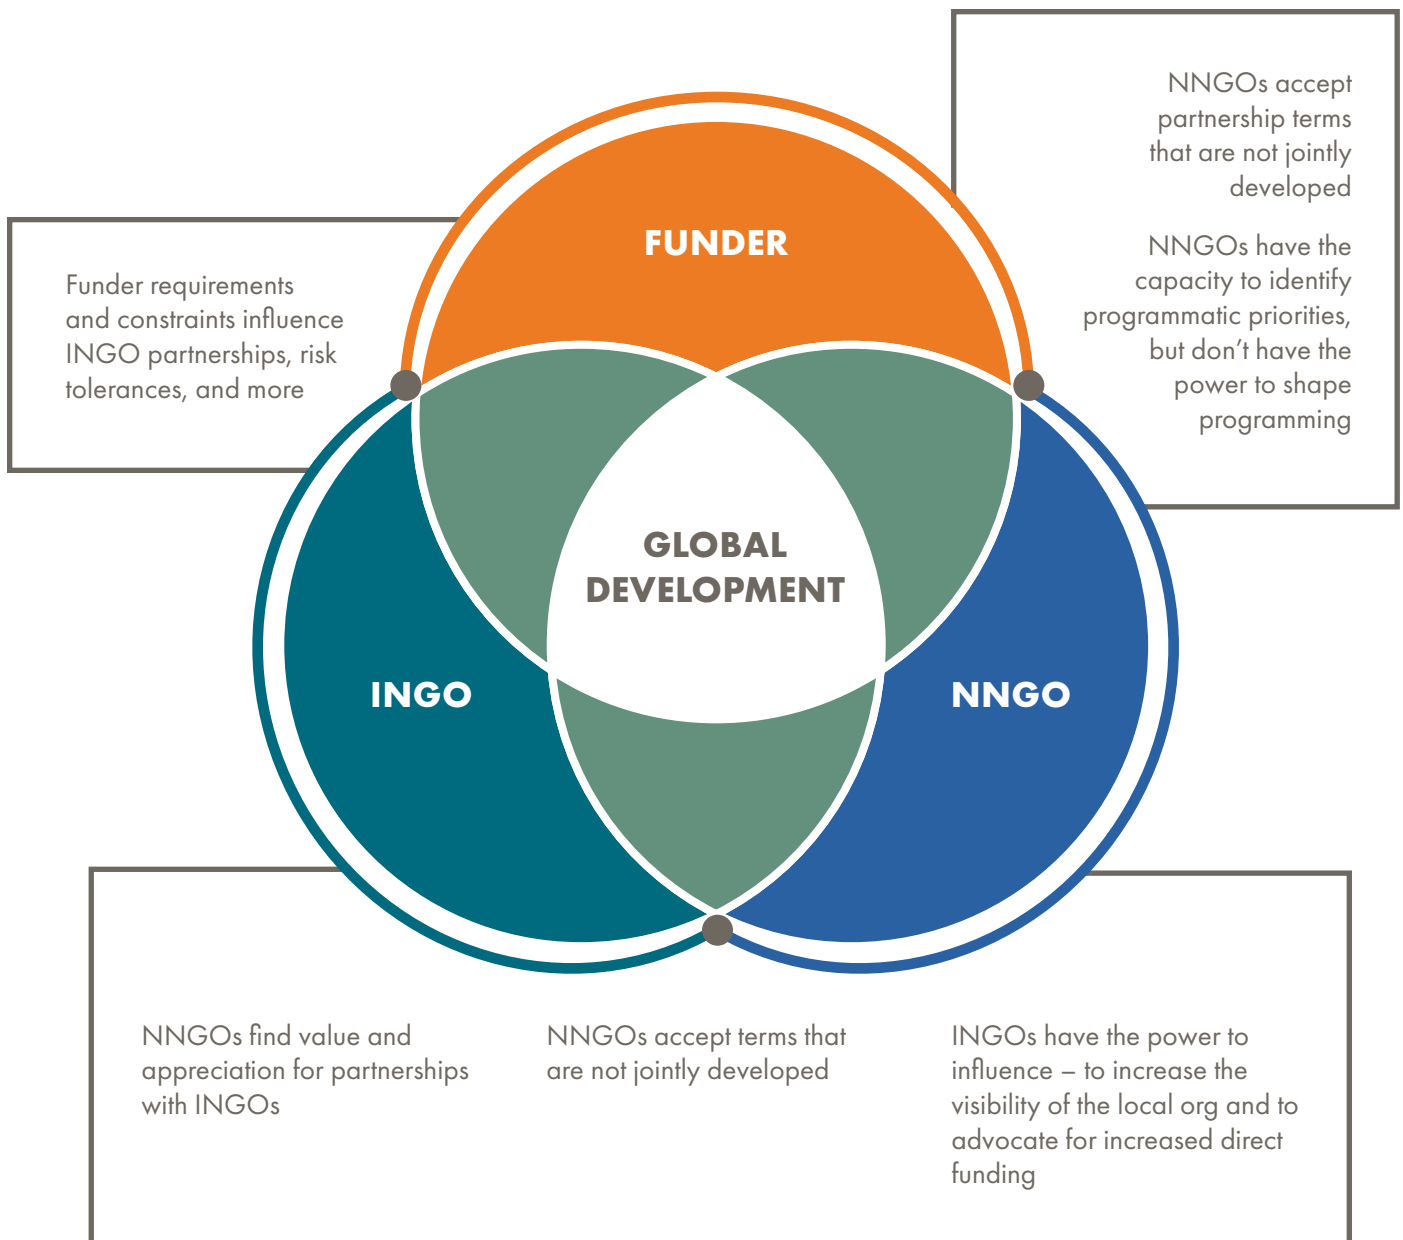 NNGOs accept
partnership terms
that are not jointly
developed
NNGOs have the
capacity to identify
programmatic priorities,
but don’t have the
power to shape
programming
FUNDER
Funder requirements
and constraints influence
INGO partnerships, risk
tolerances, and more
GLOBAL
DEVELOPMENT
INGO
NNGO
NNGOs find value and
appreciation for partnerships
with INGOs
NNGOs accept terms that
are not jointly developed
INGOs have the power to
influence – to increase the
visibility of the local org and to
advocate for increased direct
funding